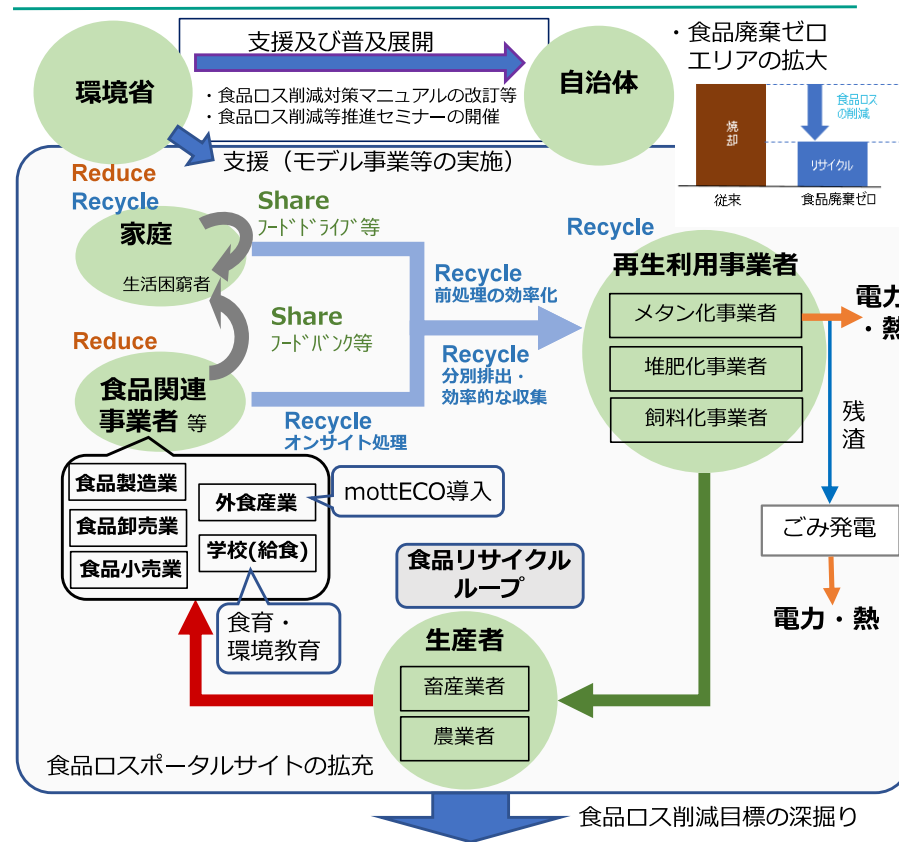 支援及び普及展開
環境省
自治体
・食品ロス削減対策マニュアルの改訂等
・食品ロス削減等推進セミナーの開催
・食品廃棄ゼロ
エリアの拡大
焼却
食品ロス
の削減
リサイクル
従来
食品廃棄ゼロ
支援（モデル事業等の実施）
Reduce
Recycle
家庭
生活困窮者
Share
ﾌｰﾄﾞﾄﾞﾗｲﾌﾞ等
Share
ﾌｰﾄﾞﾊﾞﾝｸ等
Reduce
食品関連
事業者 等
Recycle
前処理の効率化
Recycle
分別排出・
効率的な収集
Recycle
オンサイト処理
Recycle
再生利用事業者
メタン化事業者
堆肥化事業者
飼料化事業者
電力
・熱
残渣
ごみ発電
電力・熱
食品製造業
食品卸売業
食品小売業
外食産業
学校(給食)
mottECO導入
食育・
環境教育
食品リサイクル
ループ
生産者
畜産業者
農業者
食品ロスポータルサイトの拡充
食品ロス削減目標の深掘り